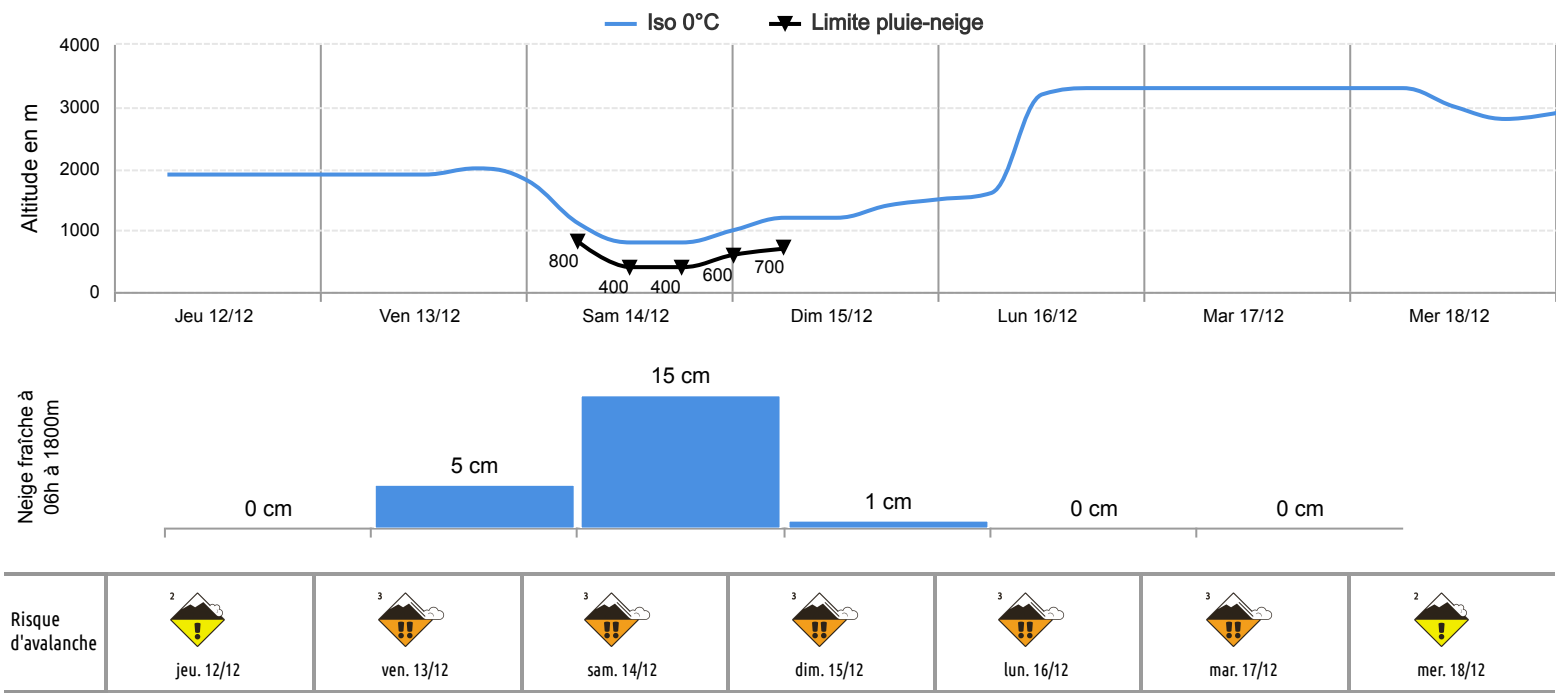 Iso 0°C Limite pluie-neige
Altitude en m
4000
3000
2000
1000
0
800
400
400
600
700
Jeu 12/12 Ven 13/12 Sam 14/12 Dim 15/12 Lun 16/12 Mar 17/12 Mer 18/12
Neige fraîche à
06h à 1800m
0 cm
5 cm
15 cm
1 cm
0 cm
0 cm
Risque
d'avalanche
2 3 3 3 3 3 2
! !! !! !! !! !! !
jeu. 12/12 ven. 13/12 sam. 14/12 dim. 15/12 lun. 16/12 mar. 17/12 mer. 18/12